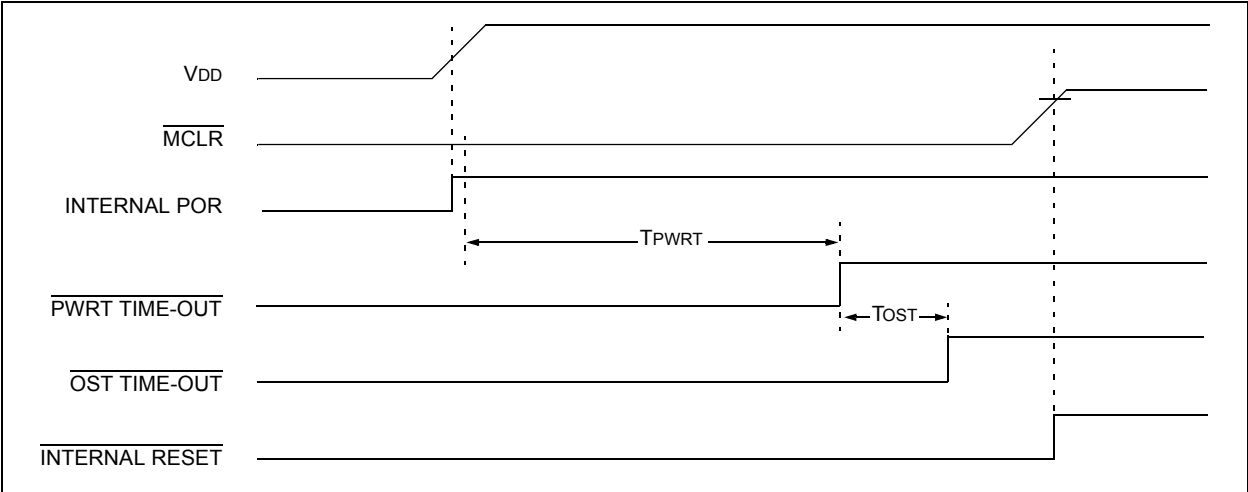 VDD
MCLR
INTERNAL POR
TPWRT
PWRT TIME-OUT
TOST
OST TIME-OUT
INTERNAL RESET